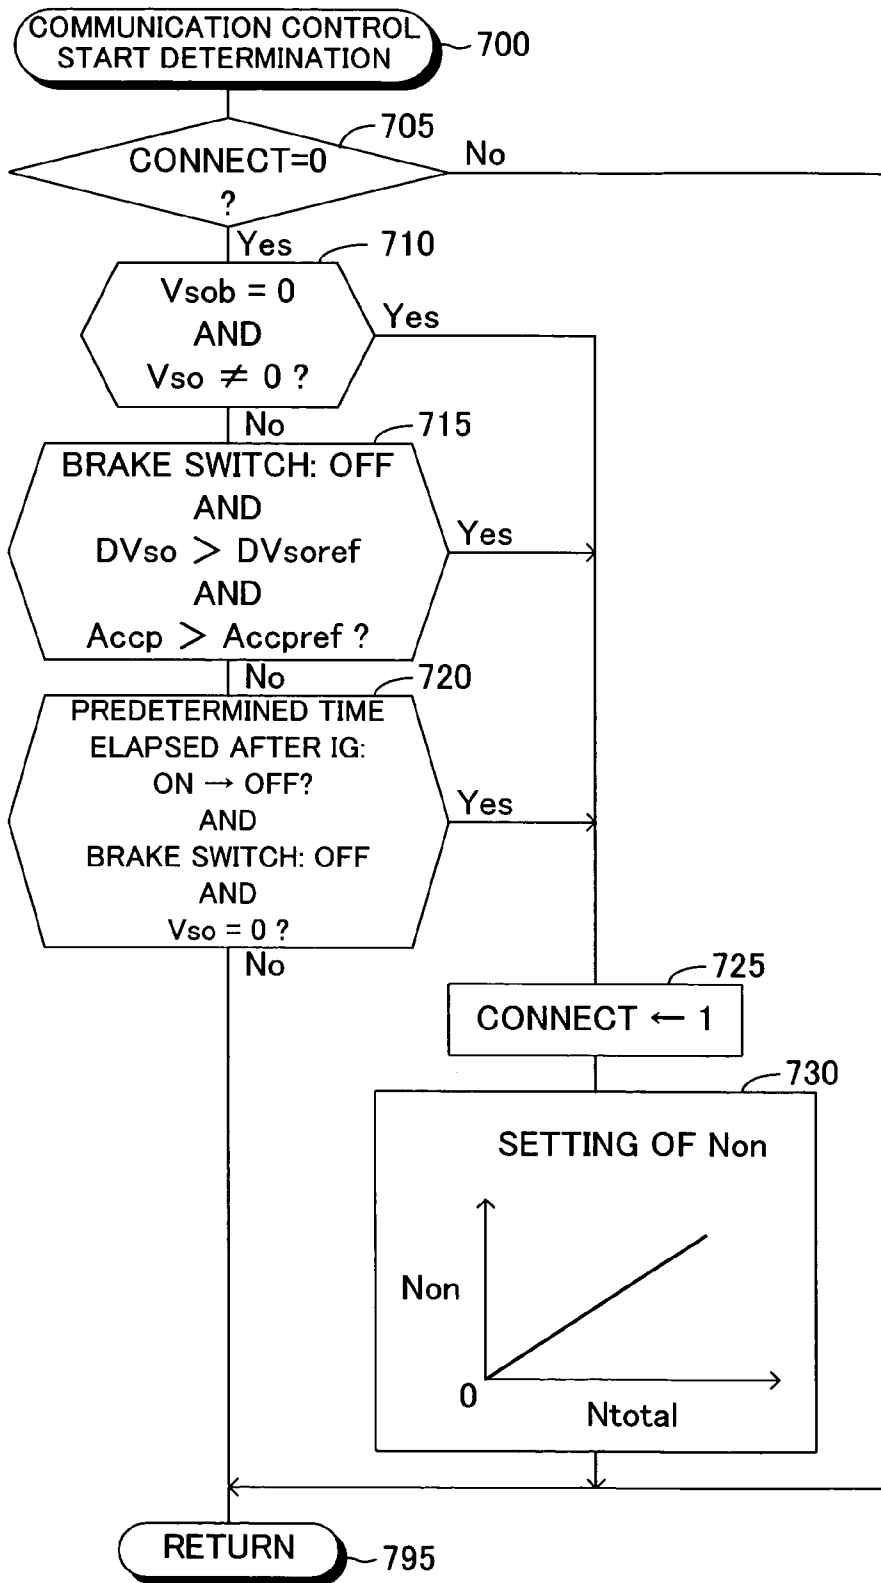 COMMUNICATION CONTROL
START DETERMINATION
700
705
CONNECT=0
?
No
Yes
710
Vsob = 0
AND
Vso ≠ 0 ?
Yes
No
715
BRAKE SWITCH: OFF
AND
DVso > DVsoref
AND
Accp > Accpref ?
Yes
No
720
PREDETERMINED TIME
ELAPSED AFTER IG:
ON → OFF?
AND
BRAKE SWITCH: OFF
AND
Vso = 0 ?
Yes
No
725
CONNECT ← 1
730
SETTING OF Non
Non
0
Ntotal
RETURN
795